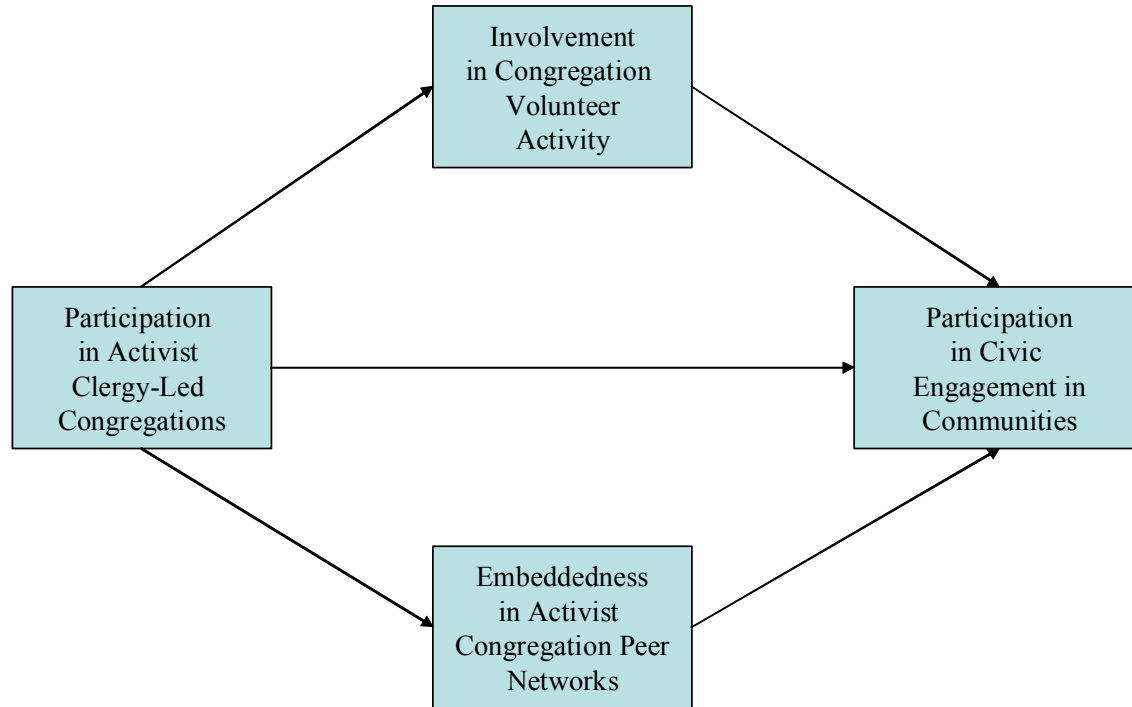 Involvement
in Congregation
Volunteer
Activity
Participation
in Activist
Clergy-Led
Congregations
Participation
in Civic
Engagement in
Communities
Embeddedness
in Activist
Congregation Peer
Networks